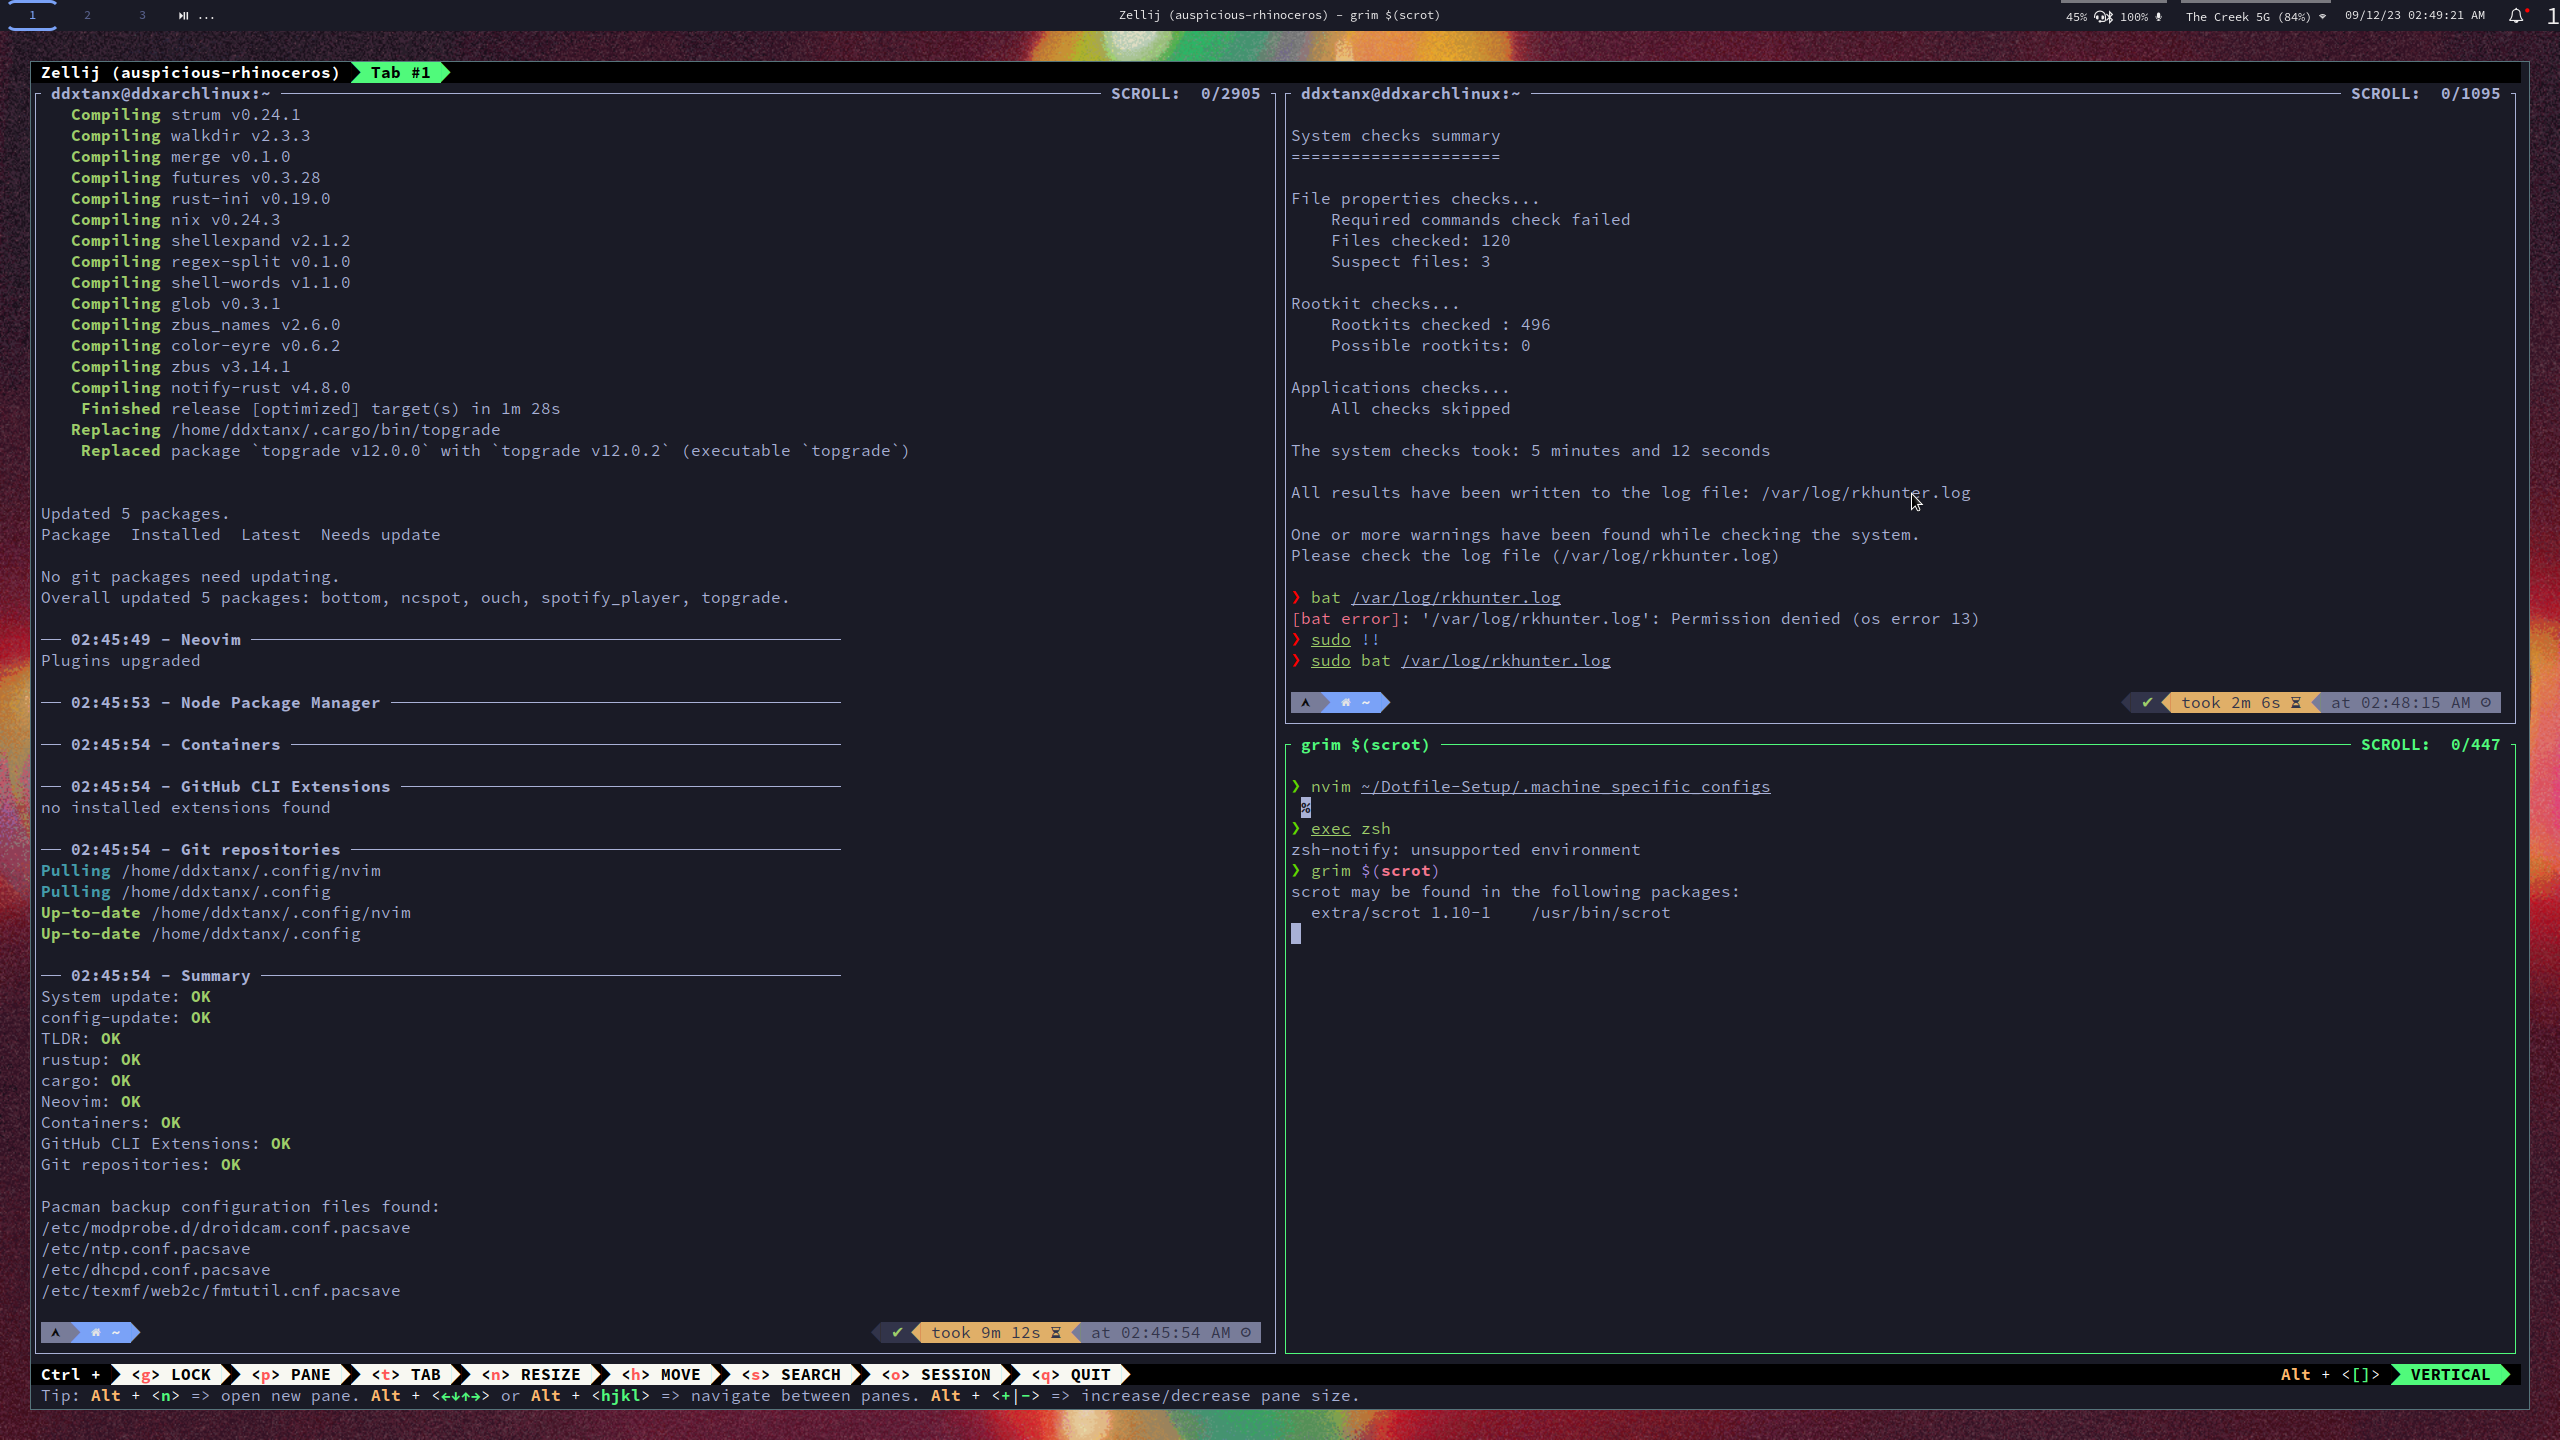 1 2 3 ... Zellij (auspicious-rhinoceros) - grim $(scrot) 45% 100% The Creek 5G (84%) 09/12/23 02:49:21 AM 1
Zellij (auspicious-rhinoceros) Tab #1
ddxtanx@ddxarchlinux:~ SCROLL: 0/2905
Compiling strum v0.24.1
Compiling walkdir v2.3.3
Compiling merge v0.1.0
Compiling futures v0.3.28
Compiling rust-ini v0.19.0
Compiling nix v0.24.3
Compiling shellexpand v2.1.2
Compiling regex-split v0.1.0
Compiling shell-words v1.1.0
Compiling glob v0.3.1
Compiling zbus_names v2.6.0
Compiling color-eyre v0.6.2
Compiling zbus v3.14.1
Compiling notify-rust v4.8.0
Finished release [optimized] target(s) in 1m 28s
Replacing /home/ddxtanx/.cargo/bin/topgrade
Replaced package `topgrade v12.0.0` with `topgrade v12.0.2` (executable `topgrade`)
Updated 5 packages.
Package Installed Latest Needs update
No git packages need updating.
Overall updated 5 packages: bottom, ncspot, ouch, spotify_player, topgrade.
── 02:45:49 - Neovim ──
Plugins upgraded
── 02:45:53 - Node Package Manager ──
── 02:45:54 - Containers ──
── 02:45:54 - GitHub CLI Extensions ──
no installed extensions found
── 02:45:54 - Git repositories ──
Pulling /home/ddxtanx/.config/nvim
Pulling /home/ddxtanx/.config
Up-to-date /home/ddxtanx/.config/nvim
Up-to-date /home/ddxtanx/.config
── 02:45:54 - Summary ──
System update: OK
config-update: OK
TLDR: OK
rustup: OK
cargo: OK
Neovim: OK
Containers: OK
GitHub CLI Extensions: OK
Git repositories: OK
Pacman backup configuration files found:
/etc/modprobe.d/droidcam.conf.pacsave
/etc/ntp.conf.pacsave
/etc/dhcpd.conf.pacsave
/etc/texmf/web2c/fmtutil.cnf.pacsave
~ ✔ took 9m 12s at 02:45:54 AM
ddxtanx@ddxarchlinux:~ SCROLL: 0/1095
System checks summary
=====================
File properties checks...
Required commands check failed
Files checked: 120
Suspect files: 3
Rootkit checks...
Rootkits checked : 496
Possible rootkits: 0
Applications checks...
All checks skipped
The system checks took: 5 minutes and 12 seconds
All results have been written to the log file: /var/log/rkhunter.log
One or more warnings have been found while checking the system.
Please check the log file (/var/log/rkhunter.log)
❯ bat /var/log/rkhunter.log
[bat error]: '/var/log/rkhunter.log': Permission denied (os error 13)
❯ sudo !!
❯ sudo bat /var/log/rkhunter.log
~ ✔ took 2m 6s at 02:48:15 AM
grim $(scrot) SCROLL: 0/447
❯ nvim ~/Dotfile-Setup/.machine_specific_configs
%
❯ exec zsh
zsh-notify: unsupported environment
❯ grim $(scrot)
scrot may be found in the following packages:
extra/scrot 1.10-1 /usr/bin/scrot
Ctrl + <g> LOCK <p> PANE <t> TAB <n> RESIZE <h> MOVE <s> SEARCH <o> SESSION <q> QUIT Alt + <[]> VERTICAL
Tip: Alt + <n> => open new pane. Alt + <←↓↑→> or Alt + <hjkl> => navigate between panes. Alt + <+|-> => increase/decrease pane size.